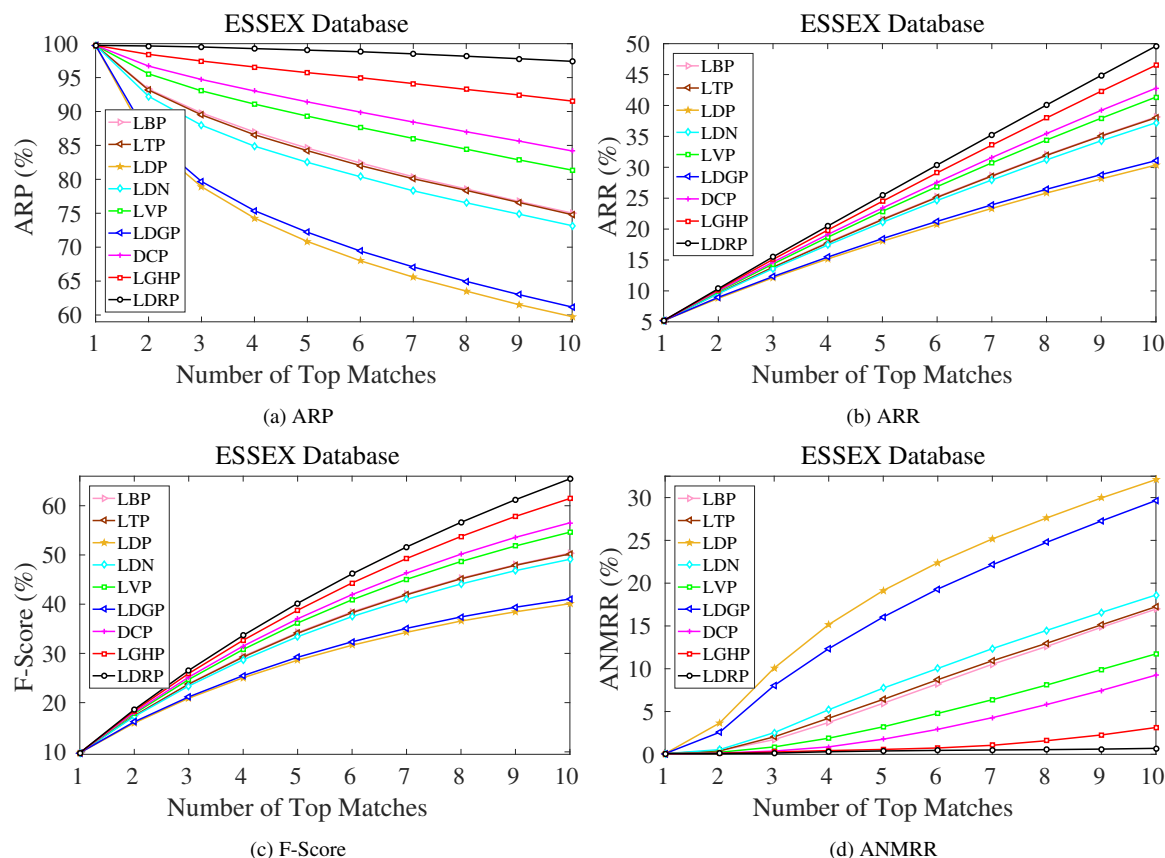 ESSEX Database
100
95
90
85
80
75
70
65
60
ARP (%)
LBP
LTP
LDP
LDN
LVP
LDGP
DCP
LGHP
LDRP
1 2 3 4 5 6 7 8 9 10
Number of Top Matches
(a) ARP
ESSEX Database
50
45
40
35
30
25
20
15
10
5
ARR (%)
LBP
LTP
LDP
LDN
LVP
LDGP
DCP
LGHP
LDRP
1 2 3 4 5 6 7 8 9 10
Number of Top Matches
(b) ARR
ESSEX Database
60
50
40
30
20
10
F-Score (%)
LBP
LTP
LDP
LDN
LVP
LDGP
DCP
LGHP
LDRP
1 2 3 4 5 6 7 8 9 10
Number of Top Matches
(c) F-Score
ESSEX Database
30
25
20
15
10
5
0
ANMRR (%)
LBP
LTP
LDP
LDN
LVP
LDGP
DCP
LGHP
LDRP
1 2 3 4 5 6 7 8 9 10
Number of Top Matches
(d) ANMRR